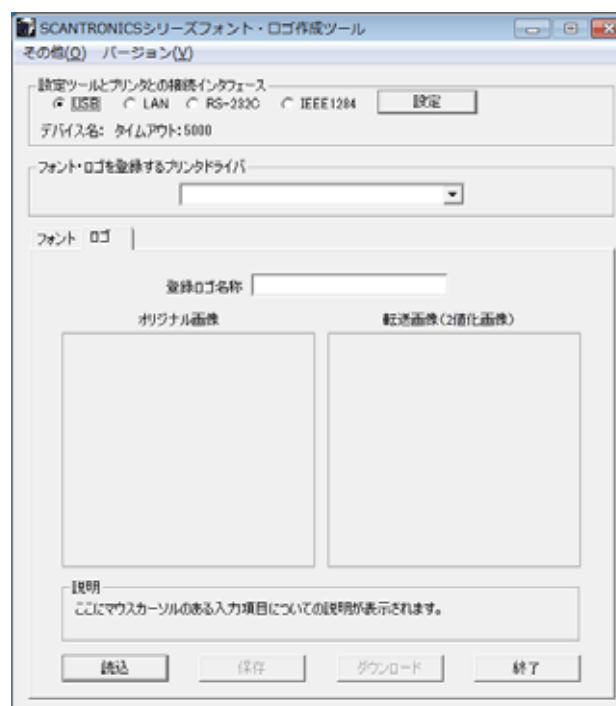 SCANTRONICSシリーズフォント・ロゴ作成ツール
その他(O) バージョン(V)
設定ツールとプリンタとの接続インタフェース
USB LAN RS-232C IEEE1284 設定
デバイス名: タイムアウト:5000
フォント・ロゴを登録するプリンタドライバ
フォント ロゴ
登録ロゴ名称
オリジナル画像 転送画像(2値化画像)
説明
ここにマウスカーソルのある入力項目についての説明が表示されます。
読込 保存 ダウンロード 終了